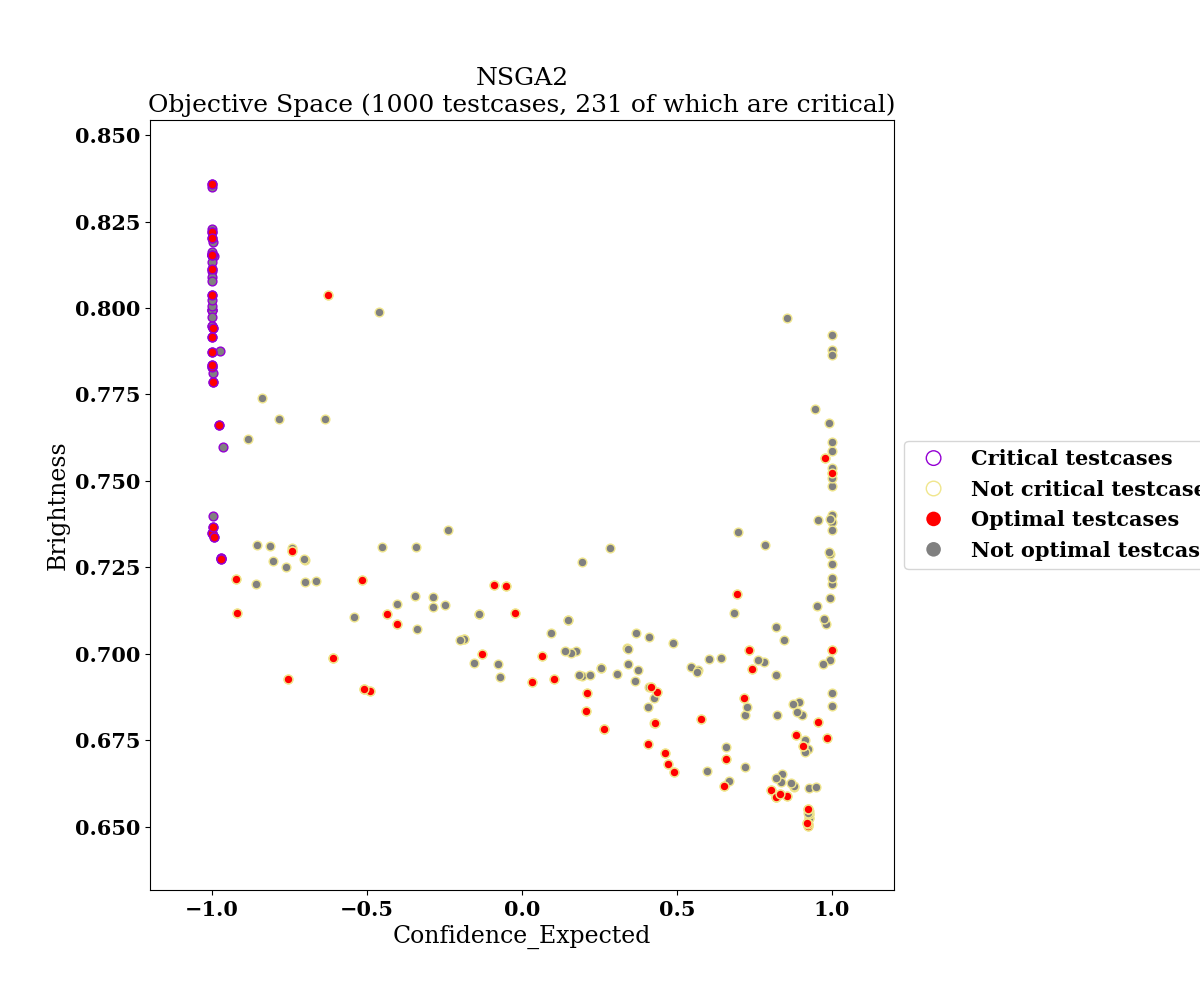 NSGA2
Objective Space (1000 testcases, 231 of which are critical)
0.850
0.825
0.800
0.775
0.750
0.725
0.700
0.675
0.650
Brightness
−1.0
−0.5
0.0
0.5
1.0
Confidence_Expected
Critical testcases
Not critical testcase
Optimal testcases
Not optimal testcas